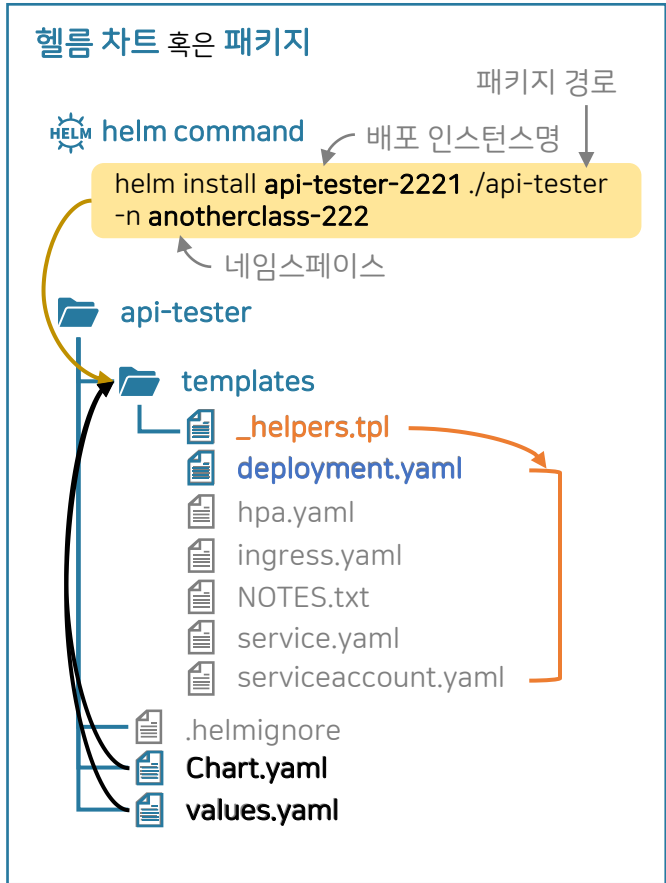 헬름 차트 혹은 패키지
패키지 경로
HELM helm command
배포 인스턴스명
helm install api-tester-2221 ./api-tester
-n anotherclass-222
네임스페이스
api-tester
templates
_helpers.tpl
deployment.yaml
hpa.yaml
ingress.yaml
NOTES.txt
service.yaml
serviceaccount.yaml
.helmignore
Chart.yaml
values.yaml